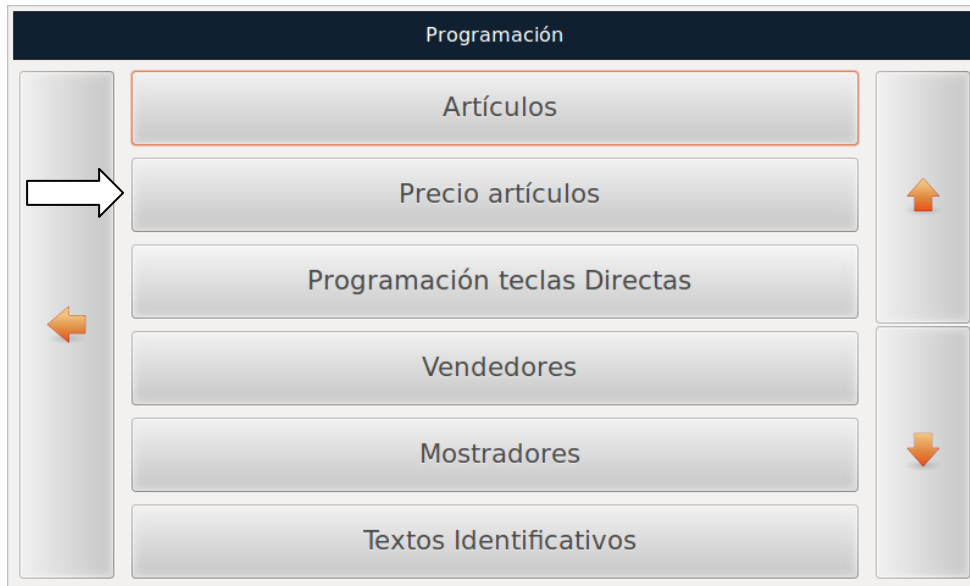 Programación
Artículos
Precio artículos
Programación teclas Directas
Vendedores
Mostradores
Textos Identificativos